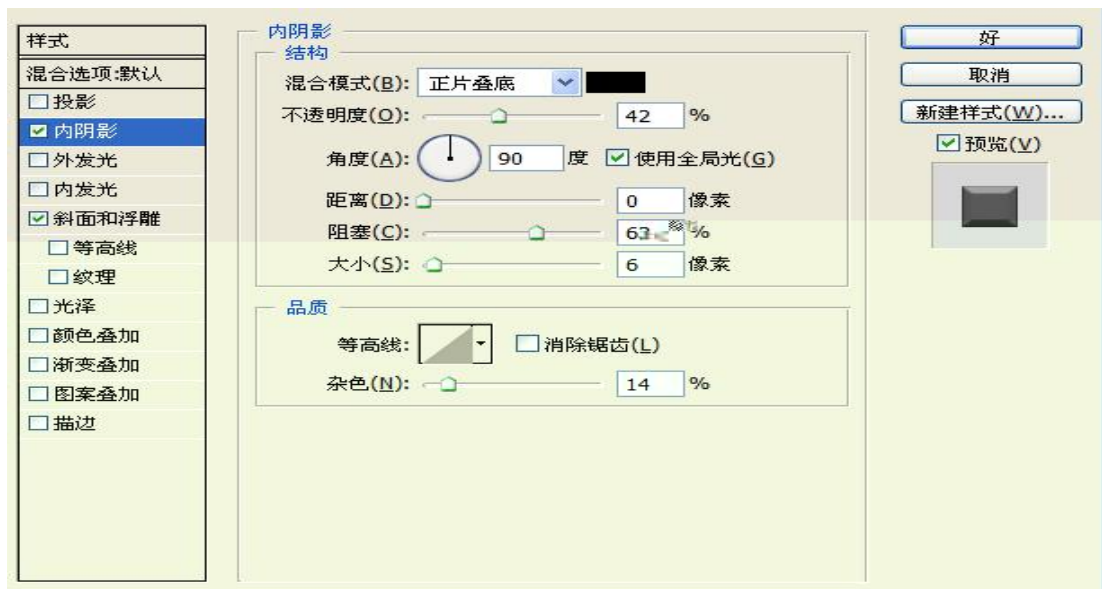 样式
混合选项:默认
投影
内阴影
外发光
内发光
斜面和浮雕
等高线
纹理
光泽
颜色叠加
渐变叠加
图案叠加
描边
内阴影
结构
混合模式(B): 正片叠底
不透明度(O): 42 %
角度(A): 90 度 使用全局光(G)
距离(D): 0 像素
阻塞(C): 63 %
大小(S): 6 像素
品质
等高线: 消除锯齿(L)
杂色(N): 14 %
好
取消
新建样式(W)...
预览(V)